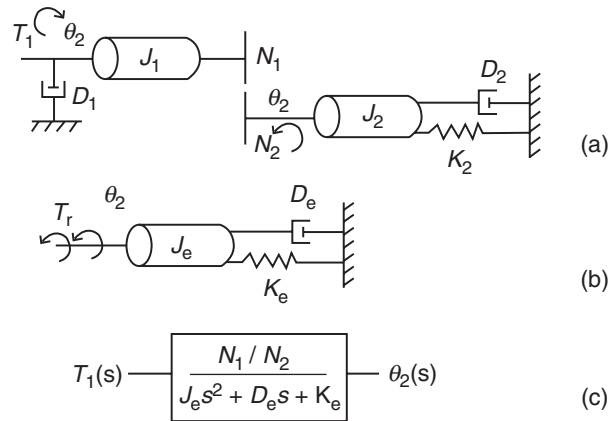 T₁ θ₂
J₁
N₁
D₁
θ₂
N₂
J₂
D₂
K₂
(a)
θ₂
Tᵣ
Jₑ
Dₑ
Kₑ
(b)
T₁(s)
N₁ / N₂
Jₑs² + Dₑs + Kₑ
θ₂(s)
(c)